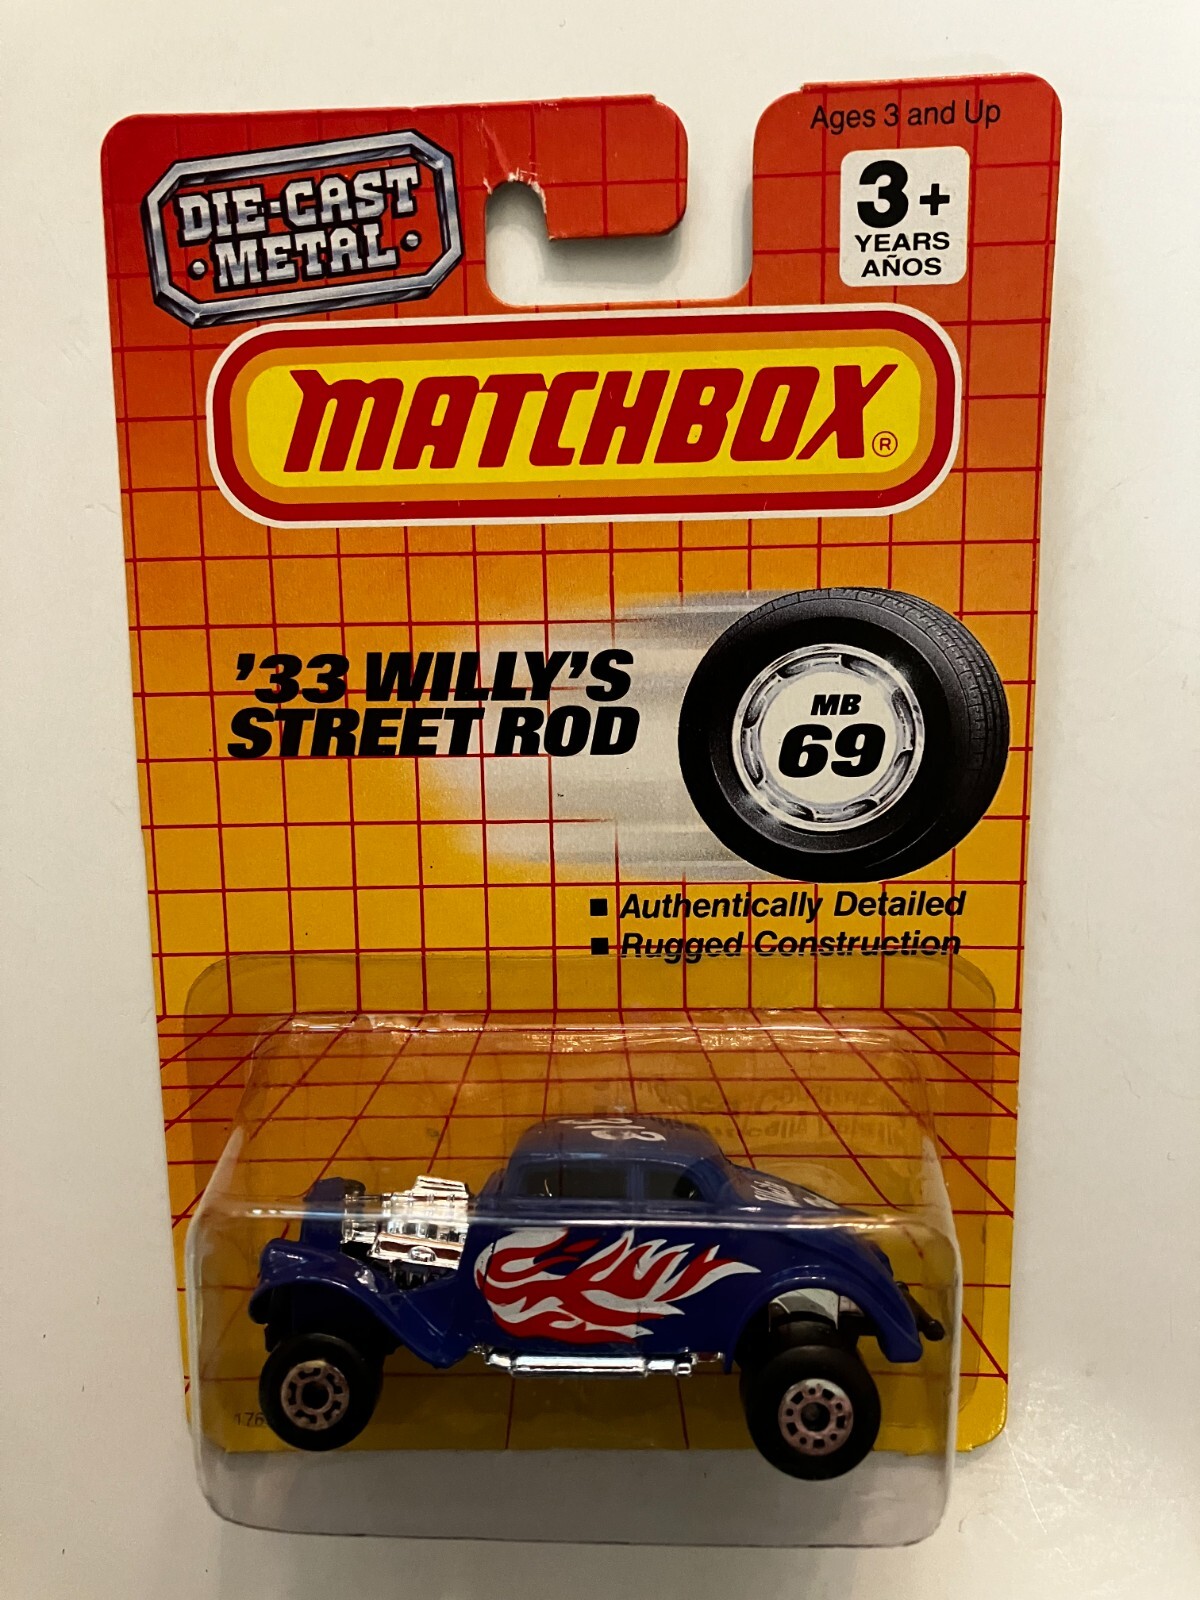 Ages 3 and Up
DIE-CAST
METAL
3+
YEARS
AÑOS
MATCHBOX®
'33 WILLY'S
STREET ROD
MB
69
■ Authentically Detailed
■ Rugged Construction
313